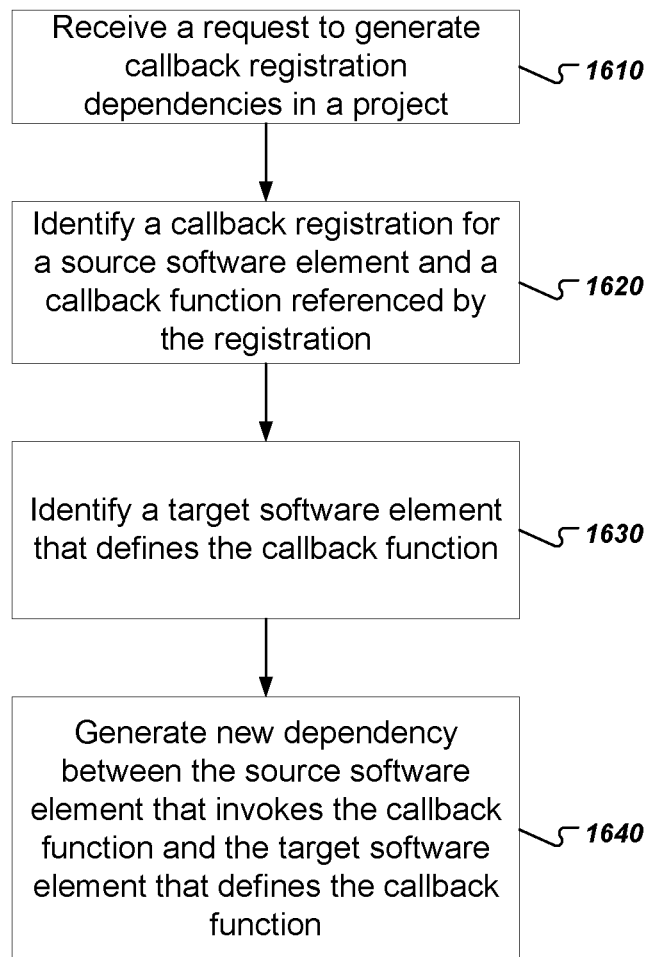 Receive a request to generate
callback registration
dependencies in a project
1610
Identify a callback registration for
a source software element and a
callback function referenced by
the registration
1620
Identify a target software element
that defines the callback function
1630
Generate new dependency
between the source software
element that invokes the callback
function and the target software
element that defines the callback
function
1640